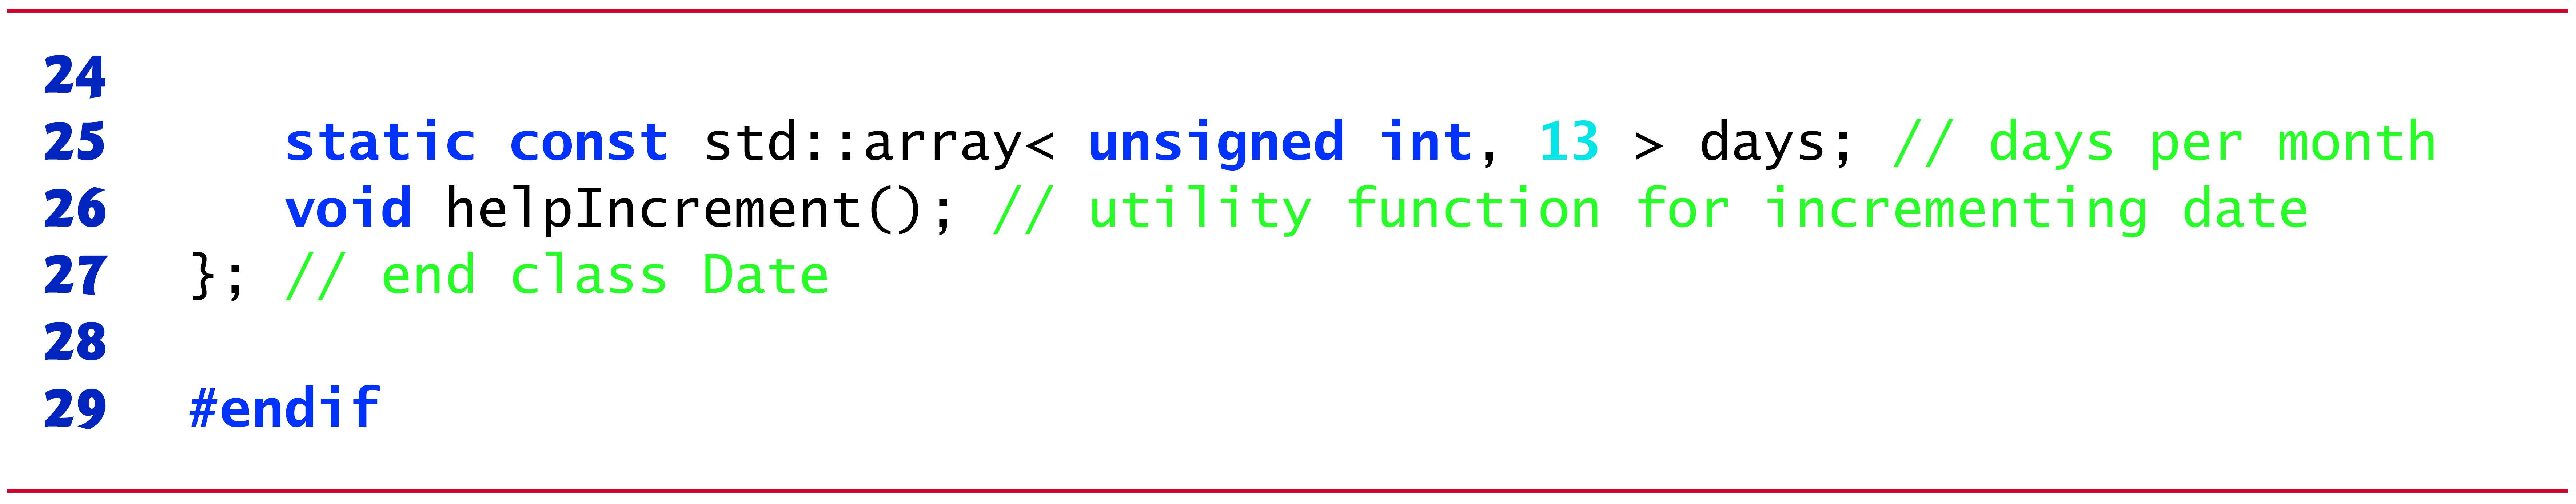 24
25 static const std::array< unsigned int, 13 > days; // days per month
26 void helpIncrement(); // utility function for incrementing date
27 }; // end class Date
28
29 #endif